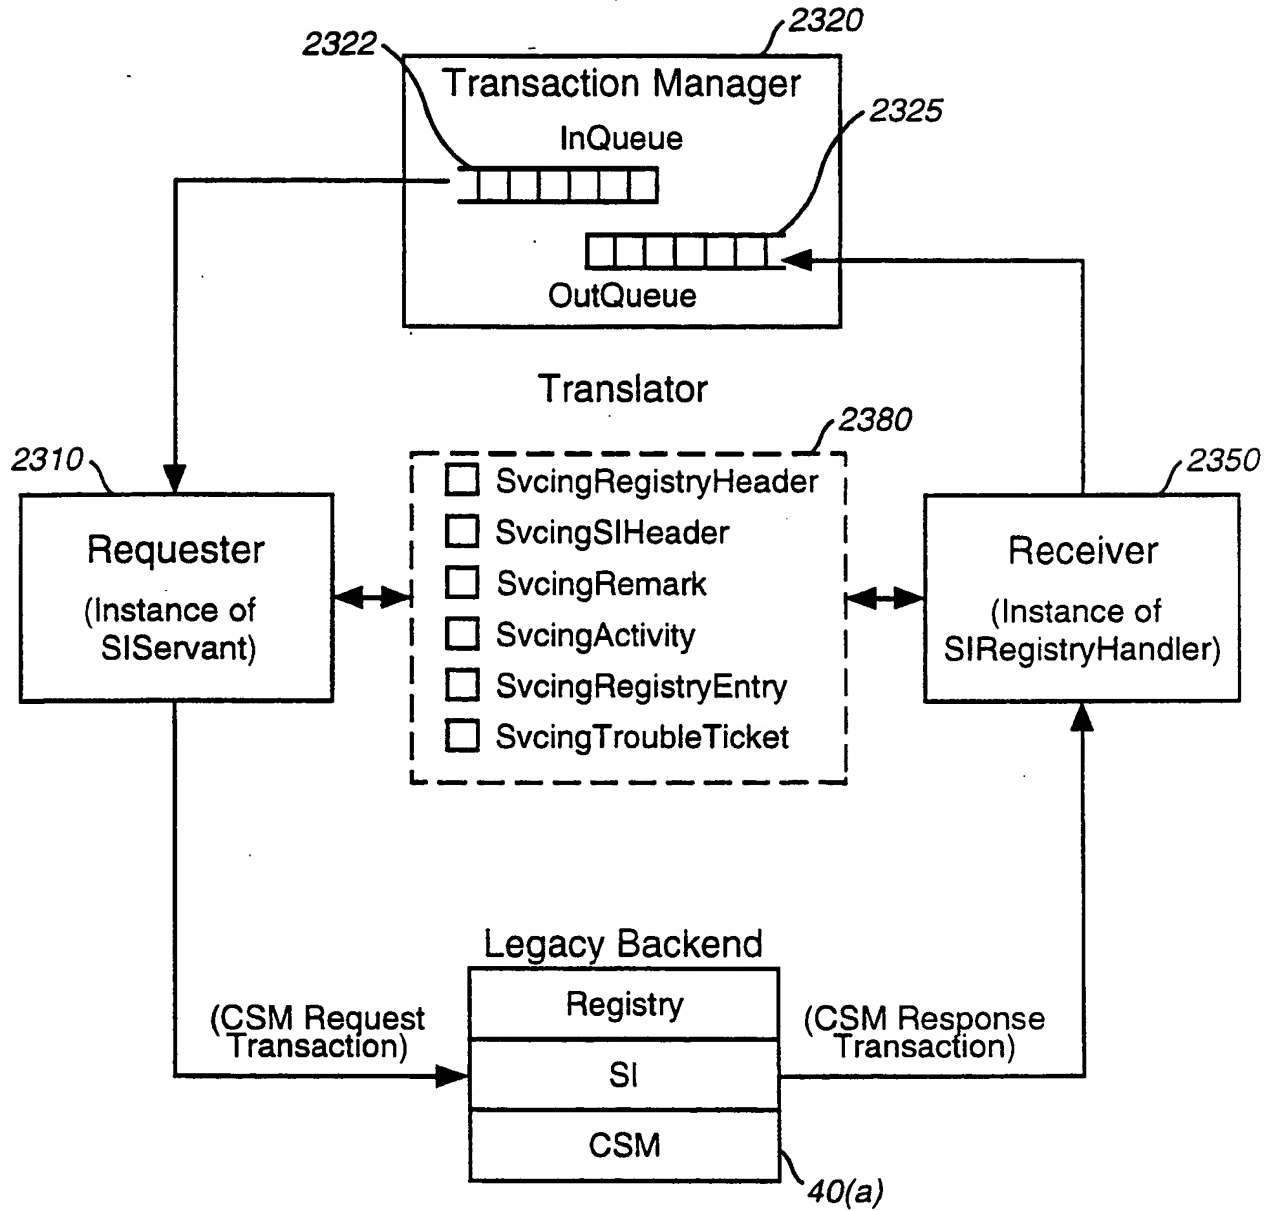 2320
2322
Transaction Manager
2325
InQueue
OutQueue
Translator
2380
2310
2350
SvcingRegistryHeader
SvcingSIHeader
SvcingRemark
SvcingActivity
SvcingRegistryEntry
SvcingTroubleTicket
Requester
(Instance of
SIServant)
Receiver
(Instance of
SIRegistryHandler)
Legacy Backend
Registry
SI
CSM
(CSM Request
Transaction)
(CSM Response
Transaction)
40(a)